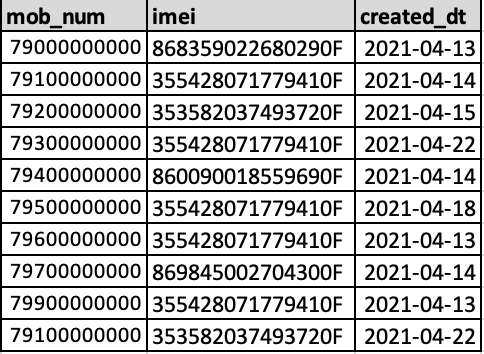 mob_num imei created_dt
79000000000 868359022680290F 2021-04-13
79100000000 355428071779410F 2021-04-14
79200000000 353582037493720F 2021-04-15
79300000000 355428071779410F 2021-04-22
79400000000 860090018559690F 2021-04-14
79500000000 355428071779410F 2021-04-18
79600000000 355428071779410F 2021-04-13
79700000000 869845002704300F 2021-04-14
79900000000 355428071779410F 2021-04-13
79100000000 353582037493720F 2021-04-22